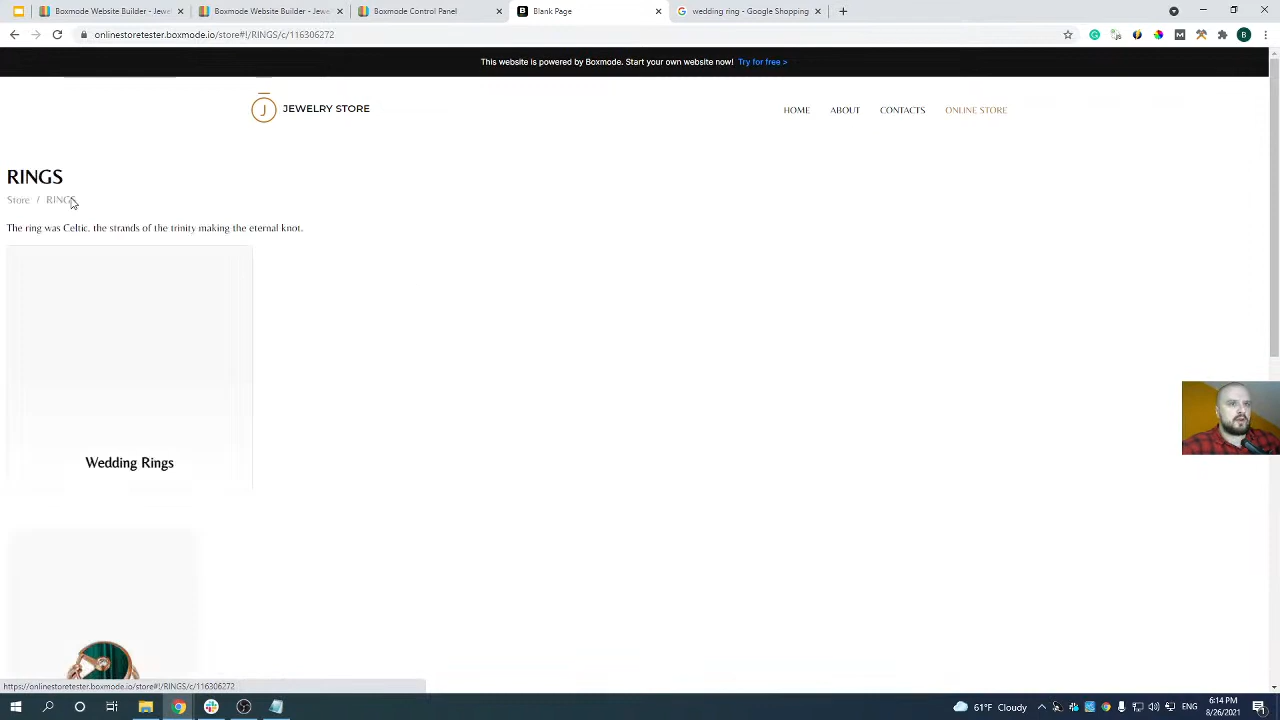 Boxmode Website Builder - Jewe
Boxmode Website Builder - Jewe
Boxmode Control Panel
Blank Page
wedding ring - Google Shopping
onlinestoretester.boxmode.io/store#!/RINGS/c/116306272
This website is powered by Boxmode. Start your own website now! Try for free >
J JEWELRY STORE
HOME
ABOUT
CONTACTS
ONLINE STORE
RINGS
Store / RINGS
The ring was Celtic. the strands of the trinity making the eternal knot.
Wedding Rings
https://onlinestoretester.boxmode.io/store#!/RINGS/c/116306272
61°F Cloudy
ENG
6:14 PM
8/26/2021